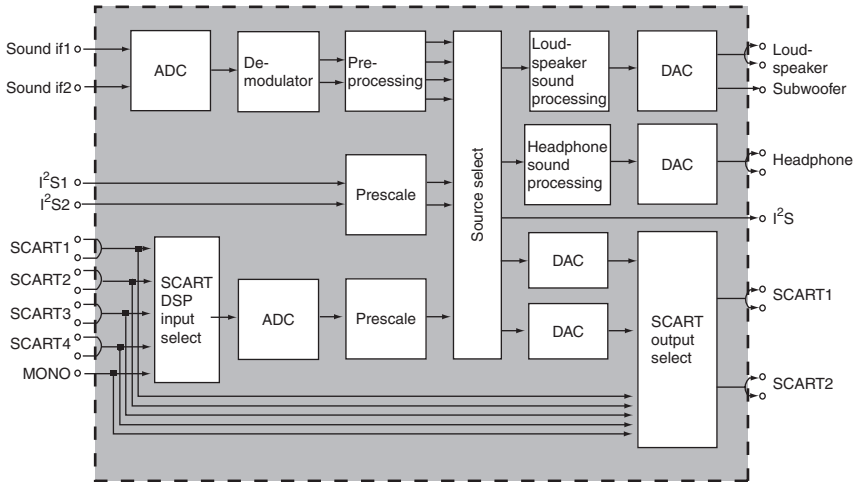 Sound if1
Sound if2
ADC
De-
modulator
Pre-
processing
Source select
Loud-
speaker
sound
processing
DAC
Loud-
speaker
Subwoofer
Headphone
sound
processing
DAC
Headphone
I²S1
I²S2
Prescale
I²S
SCART1
SCART2
SCART3
SCART4
MONO
SCART
DSP
input
select
ADC
Prescale
DAC
DAC
SCART
output
select
SCART1
SCART2